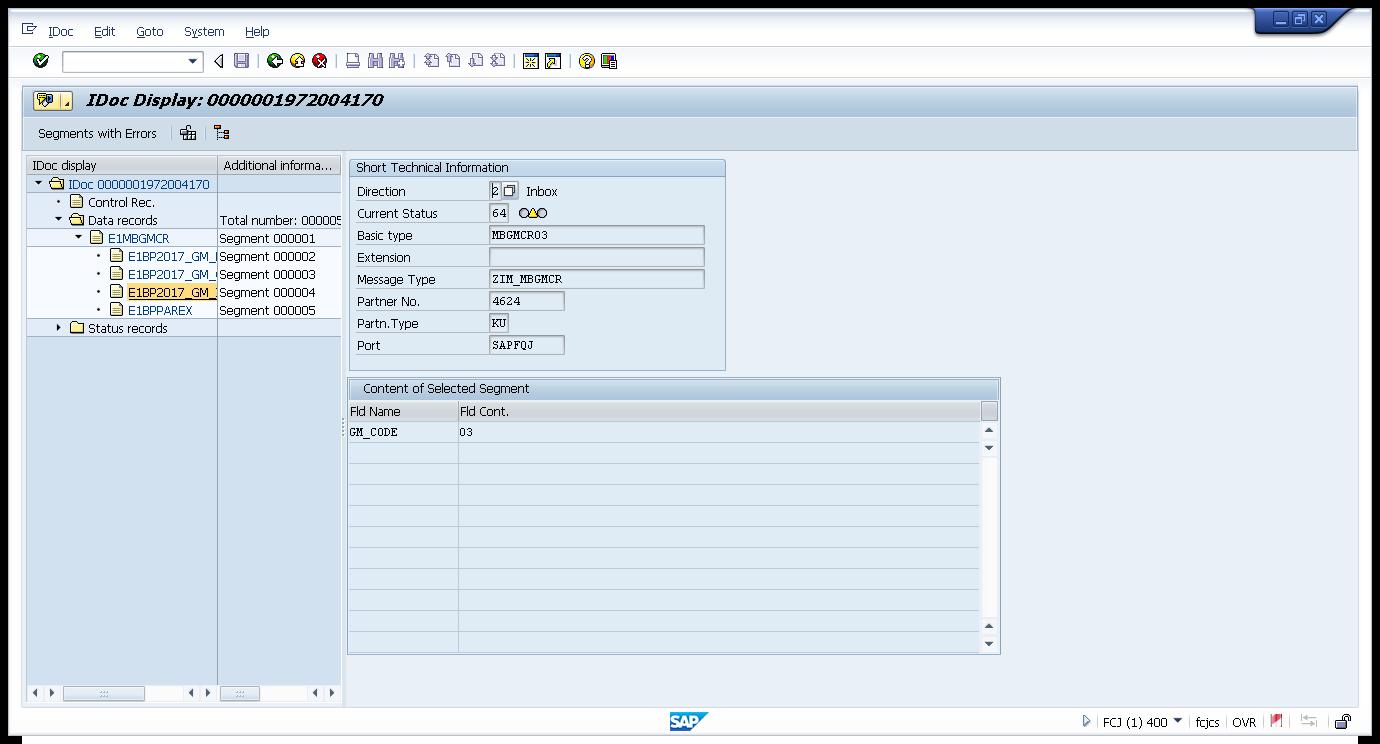 IDoc Edit Goto System Help
IDoc Display: 0000001972004170
Segments with Errors
IDoc display Additional informa...
IDoc 0000001972004170
Control Rec.
Data records Total number: 000005
E1MBGMCR Segment 000001
E1BP2017_GM_ Segment 000002
E1BP2017_GM_ Segment 000003
E1BP2017_GM_ Segment 000004
E1BPPAREX Segment 000005
Status records
Short Technical Information
Direction 2 Inbox
Current Status 64
Basic type MBGMCR03
Extension
Message Type ZIM_MBGMCR
Partner No. 4624
Partn.Type KU
Port SAPFQJ
Content of Selected Segment
Fld Name Fld Cont.
GM_CODE 03
SAP
FCJ (1) 400 fcjcs OVR